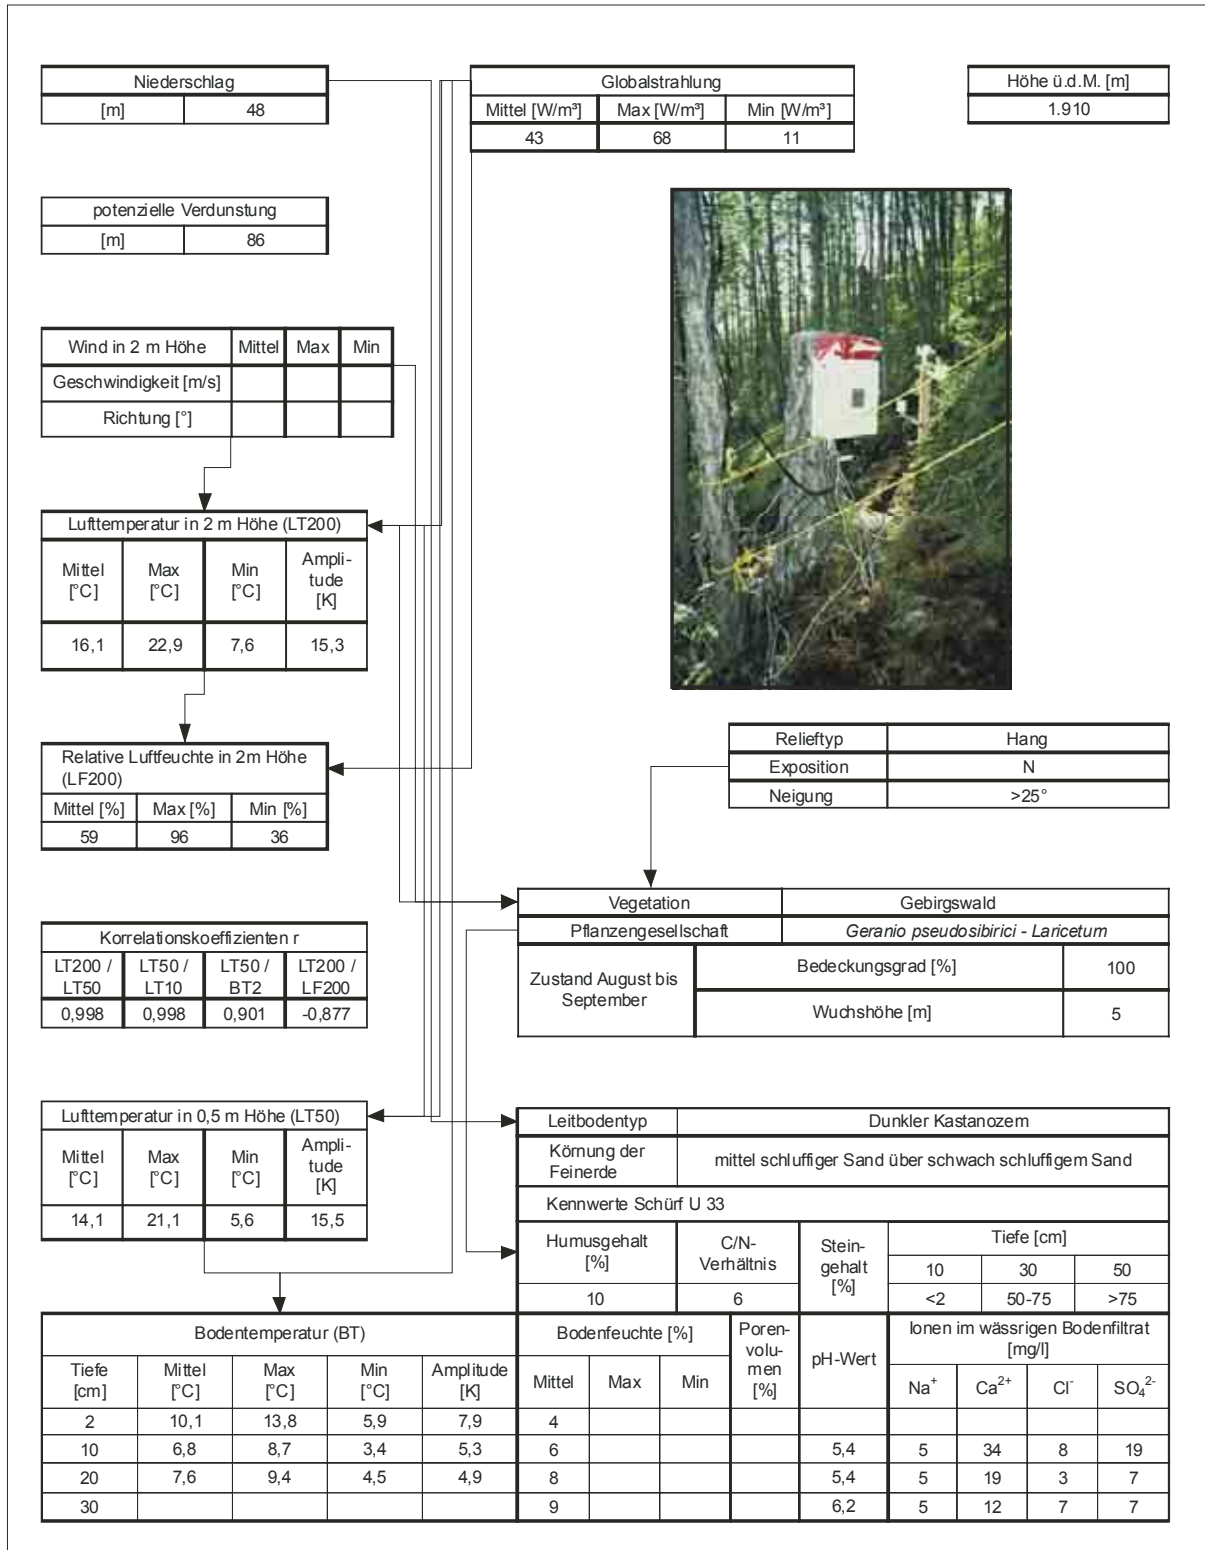 Niederschlag
[m] 48
Globalstrahlung
Mittel [W/m³] Max [W/m³] Min [W/m³]
43 68 11
Höhe ü.d.M. [m]
1.910
potenzielle Verdunstung
[m] 86
Wind in 2 m Höhe Mittel Max Min
Geschwindigkeit [m/s]
Richtung [°]
Lufttemperatur in 2 m Höhe (LT200)
Mittel [°C] Max [°C] Min [°C] Ampli-
tude [K]
16,1 22,9 7,6 15,3
Relative Luftfeuchte in 2m Höhe
(LF200)
Mittel [%] Max [%] Min [%]
59 96 36
Relieftyp Hang
Exposition N
Neigung >25°
Vegetation Gebirgswald
Pflanzengesellschaft Geranio pseudosibirici - Laricetum
Zustand August bis
September
Bedeckungsgrad [%] 100
Wuchshöhe [m] 5
Korrelationskoeffizienten r
LT200 / LT50 / LT50 / LT200 /
LT50 LT10 BT2 LF200
0,998 0,998 0,901 -0,877
Lufttemperatur in 0,5 m Höhe (LT50)
Mittel [°C] Max [°C] Min [°C] Ampli-
tude [K]
14,1 21,1 5,6 15,5
Leitbodentyp Dunkler Kastanozem
Körnung der
Feinerde
mittel schluffiger Sand über schwach schluffigem Sand
Kennwerte Schürf U 33
Humusgehalt
[%]
C/N-
Verhältnis
Stein-
gehalt
[%]
Tiefe [cm]
10 30 50
10 6 <2 50-75 >75
Bodentemperatur (BT)
Tiefe [cm] Mittel [°C] Max [°C] Min [°C] Amplitude [K]
Bodenfeuchte [%]
Mittel Max Min
Poren-
volu-
men
[%]
pH-Wert
Ionen im wässrigen Bodenfiltrat
[mg/l]
Na⁺ Ca²⁺ Cl⁻ SO₄²⁻
2 10,1 13,8 5,9 7,9 4
10 6,8 8,7 3,4 5,3 6 5,4 5 34 8 19
20 7,6 9,4 4,5 4,9 8 5,4 5 19 3 7
30 9 6,2 5 12 7 7